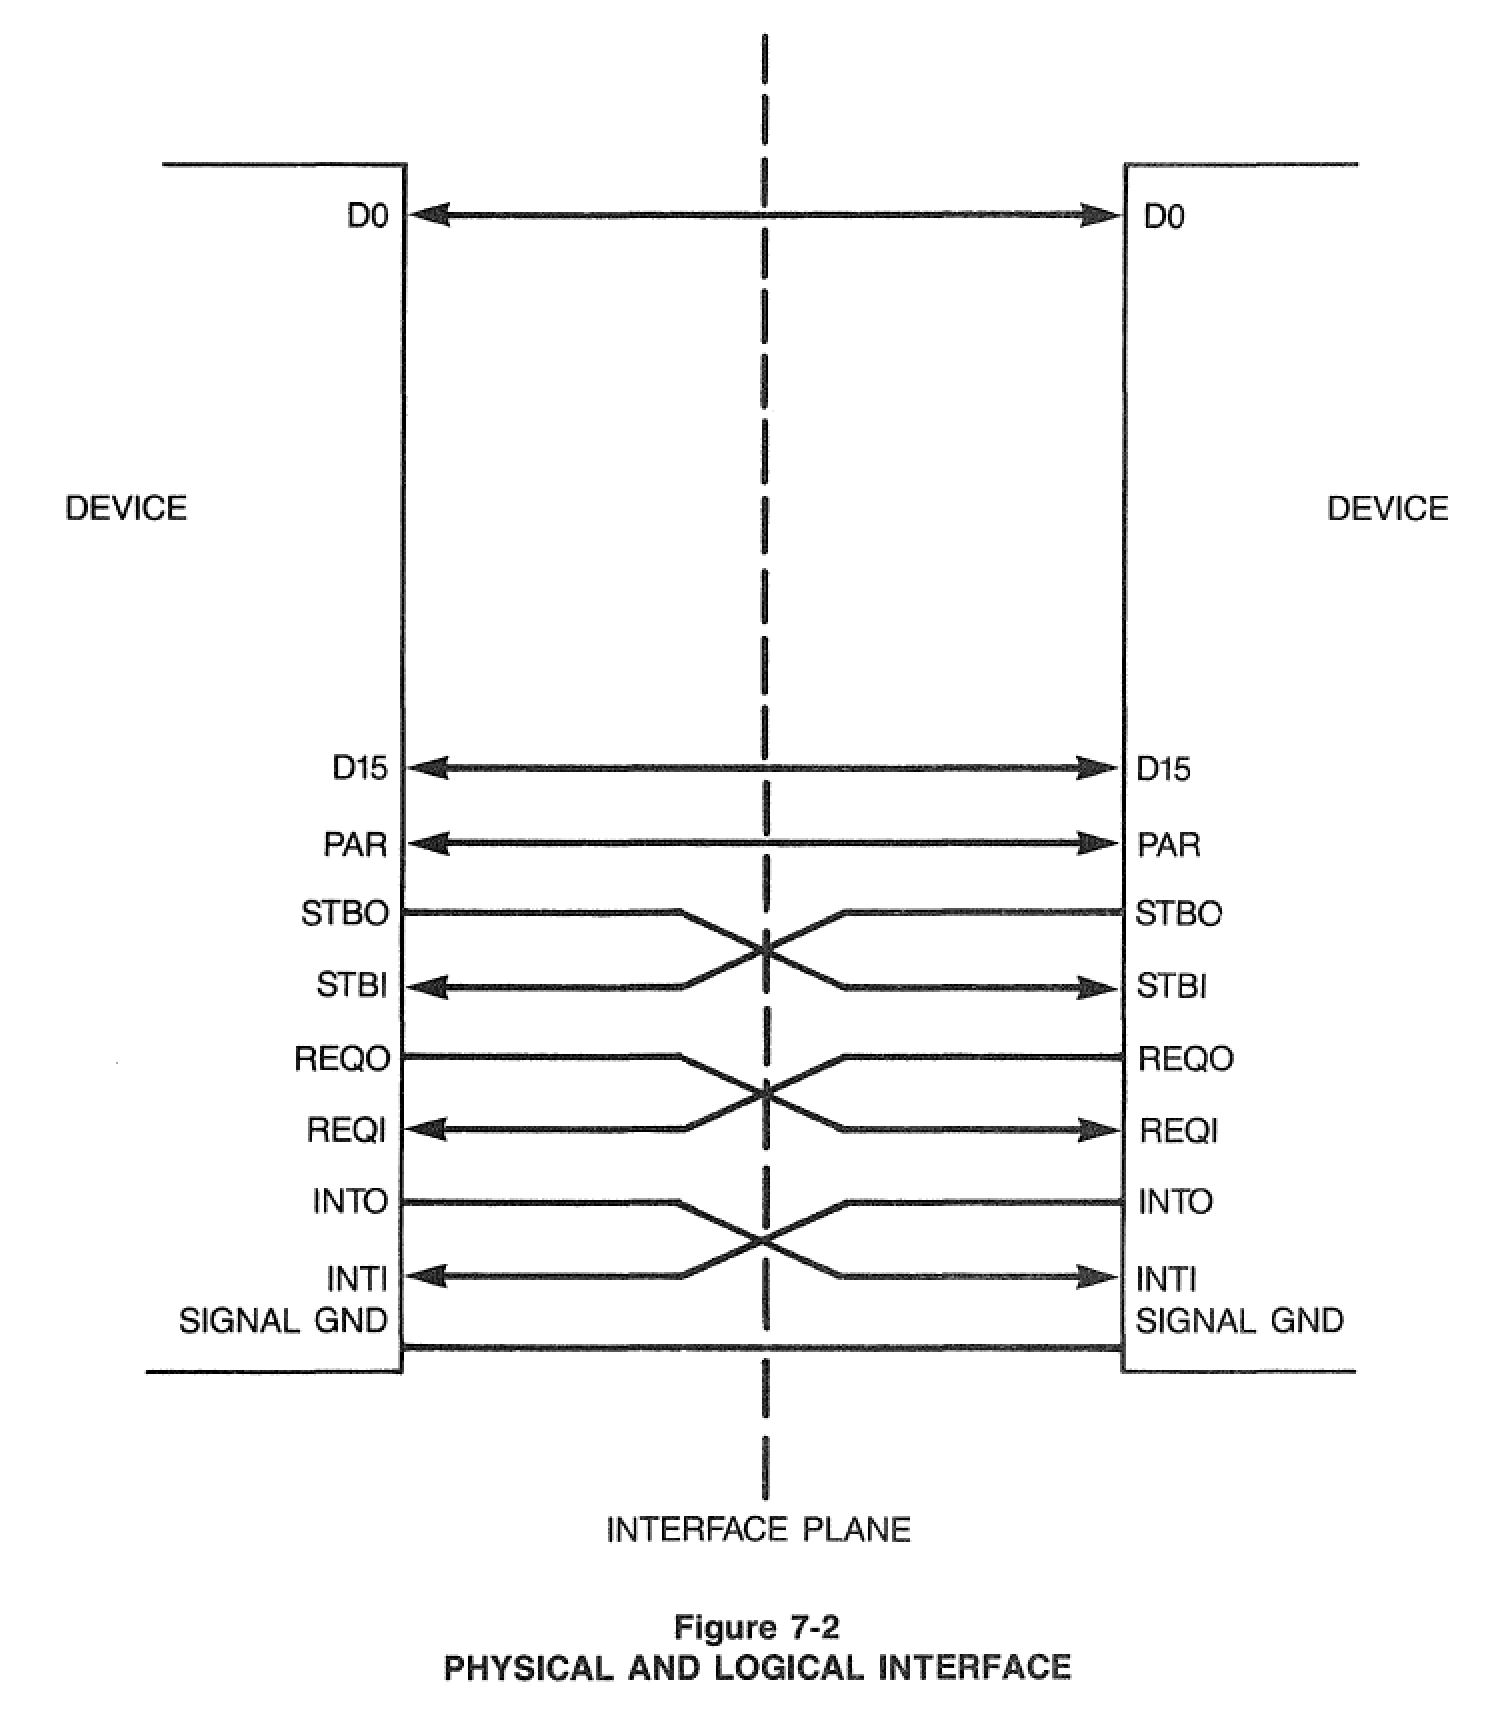 D0 D0
DEVICE DEVICE
D15 D15
PAR PAR
STBO STBO
STBI STBI
REQO REQO
REQI REQI
INTO INTO
INTI INTI
SIGNAL GND SIGNAL GND
INTERFACE PLANE
Figure 7-2
PHYSICAL AND LOGICAL INTERFACE